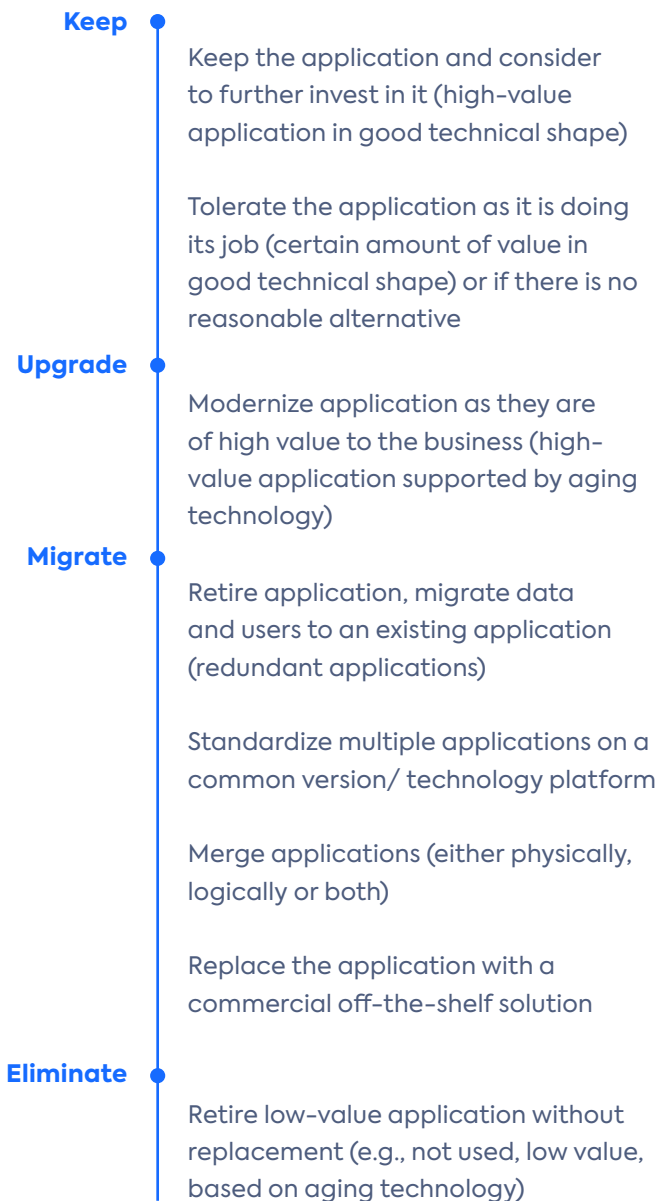 Keep
Keep the application and consider
to further invest in it (high-value
application in good technical shape)
Tolerate the application as it is doing
its job (certain amount of value in
good technical shape) or if there is no
reasonable alternative
Upgrade
Modernize application as they are
of high value to the business (high-
value application supported by aging
technology)
Migrate
Retire application, migrate data
and users to an existing application
(redundant applications)
Standardize multiple applications on a
common version/ technology platform
Merge applications (either physically,
logically or both)
Replace the application with a
commercial off-the-shelf solution
Eliminate
Retire low-value application without
replacement (e.g., not used, low value,
based on aging technology)